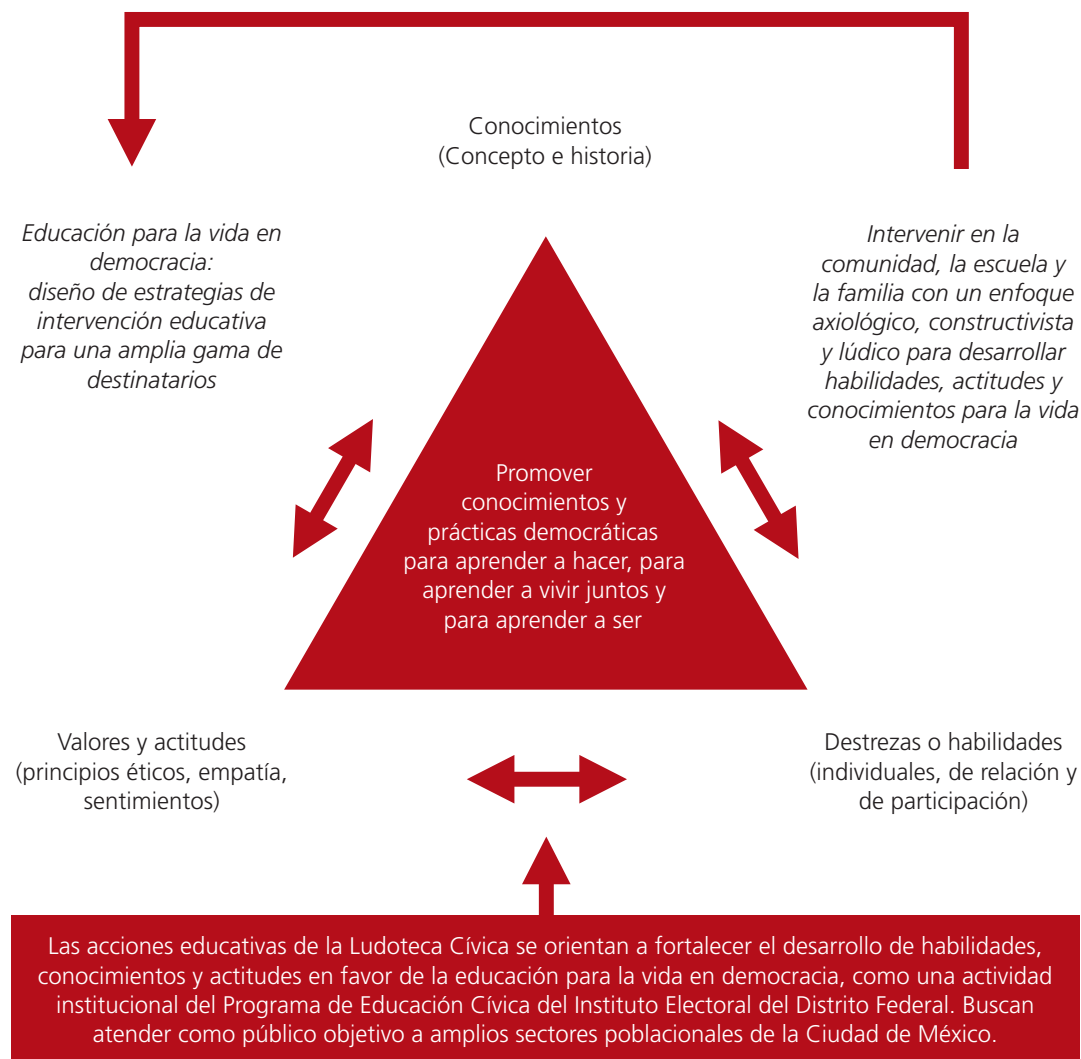 Conocimientos
(Concepto e historia)
Educación para la vida en
democracia:
diseño de estrategias de
intervención educativa
para una amplia gama de
destinatarios
Intervenir en la
comunidad, la escuela y
la familia con un enfoque
axiológico, constructivista
y lúdico para desarrollar
habilidades, actitudes y
conocimientos para la vida
en democracia
Promover
conocimientos y
prácticas democráticas
para aprender a hacer, para
aprender a vivir juntos y
para aprender a ser
Valores y actitudes
(principios éticos, empatía,
sentimientos)
Destrezas o habilidades
(individuales, de relación y
de participación)
Las acciones educativas de la Ludoteca Cívica se orientan a fortalecer el desarrollo de habilidades,
conocimientos y actitudes en favor de la educación para la vida en democracia, como una actividad
institucional del Programa de Educación Cívica del Instituto Electoral del Distrito Federal. Buscan
atender como público objetivo a amplios sectores poblacionales de la Ciudad de México.